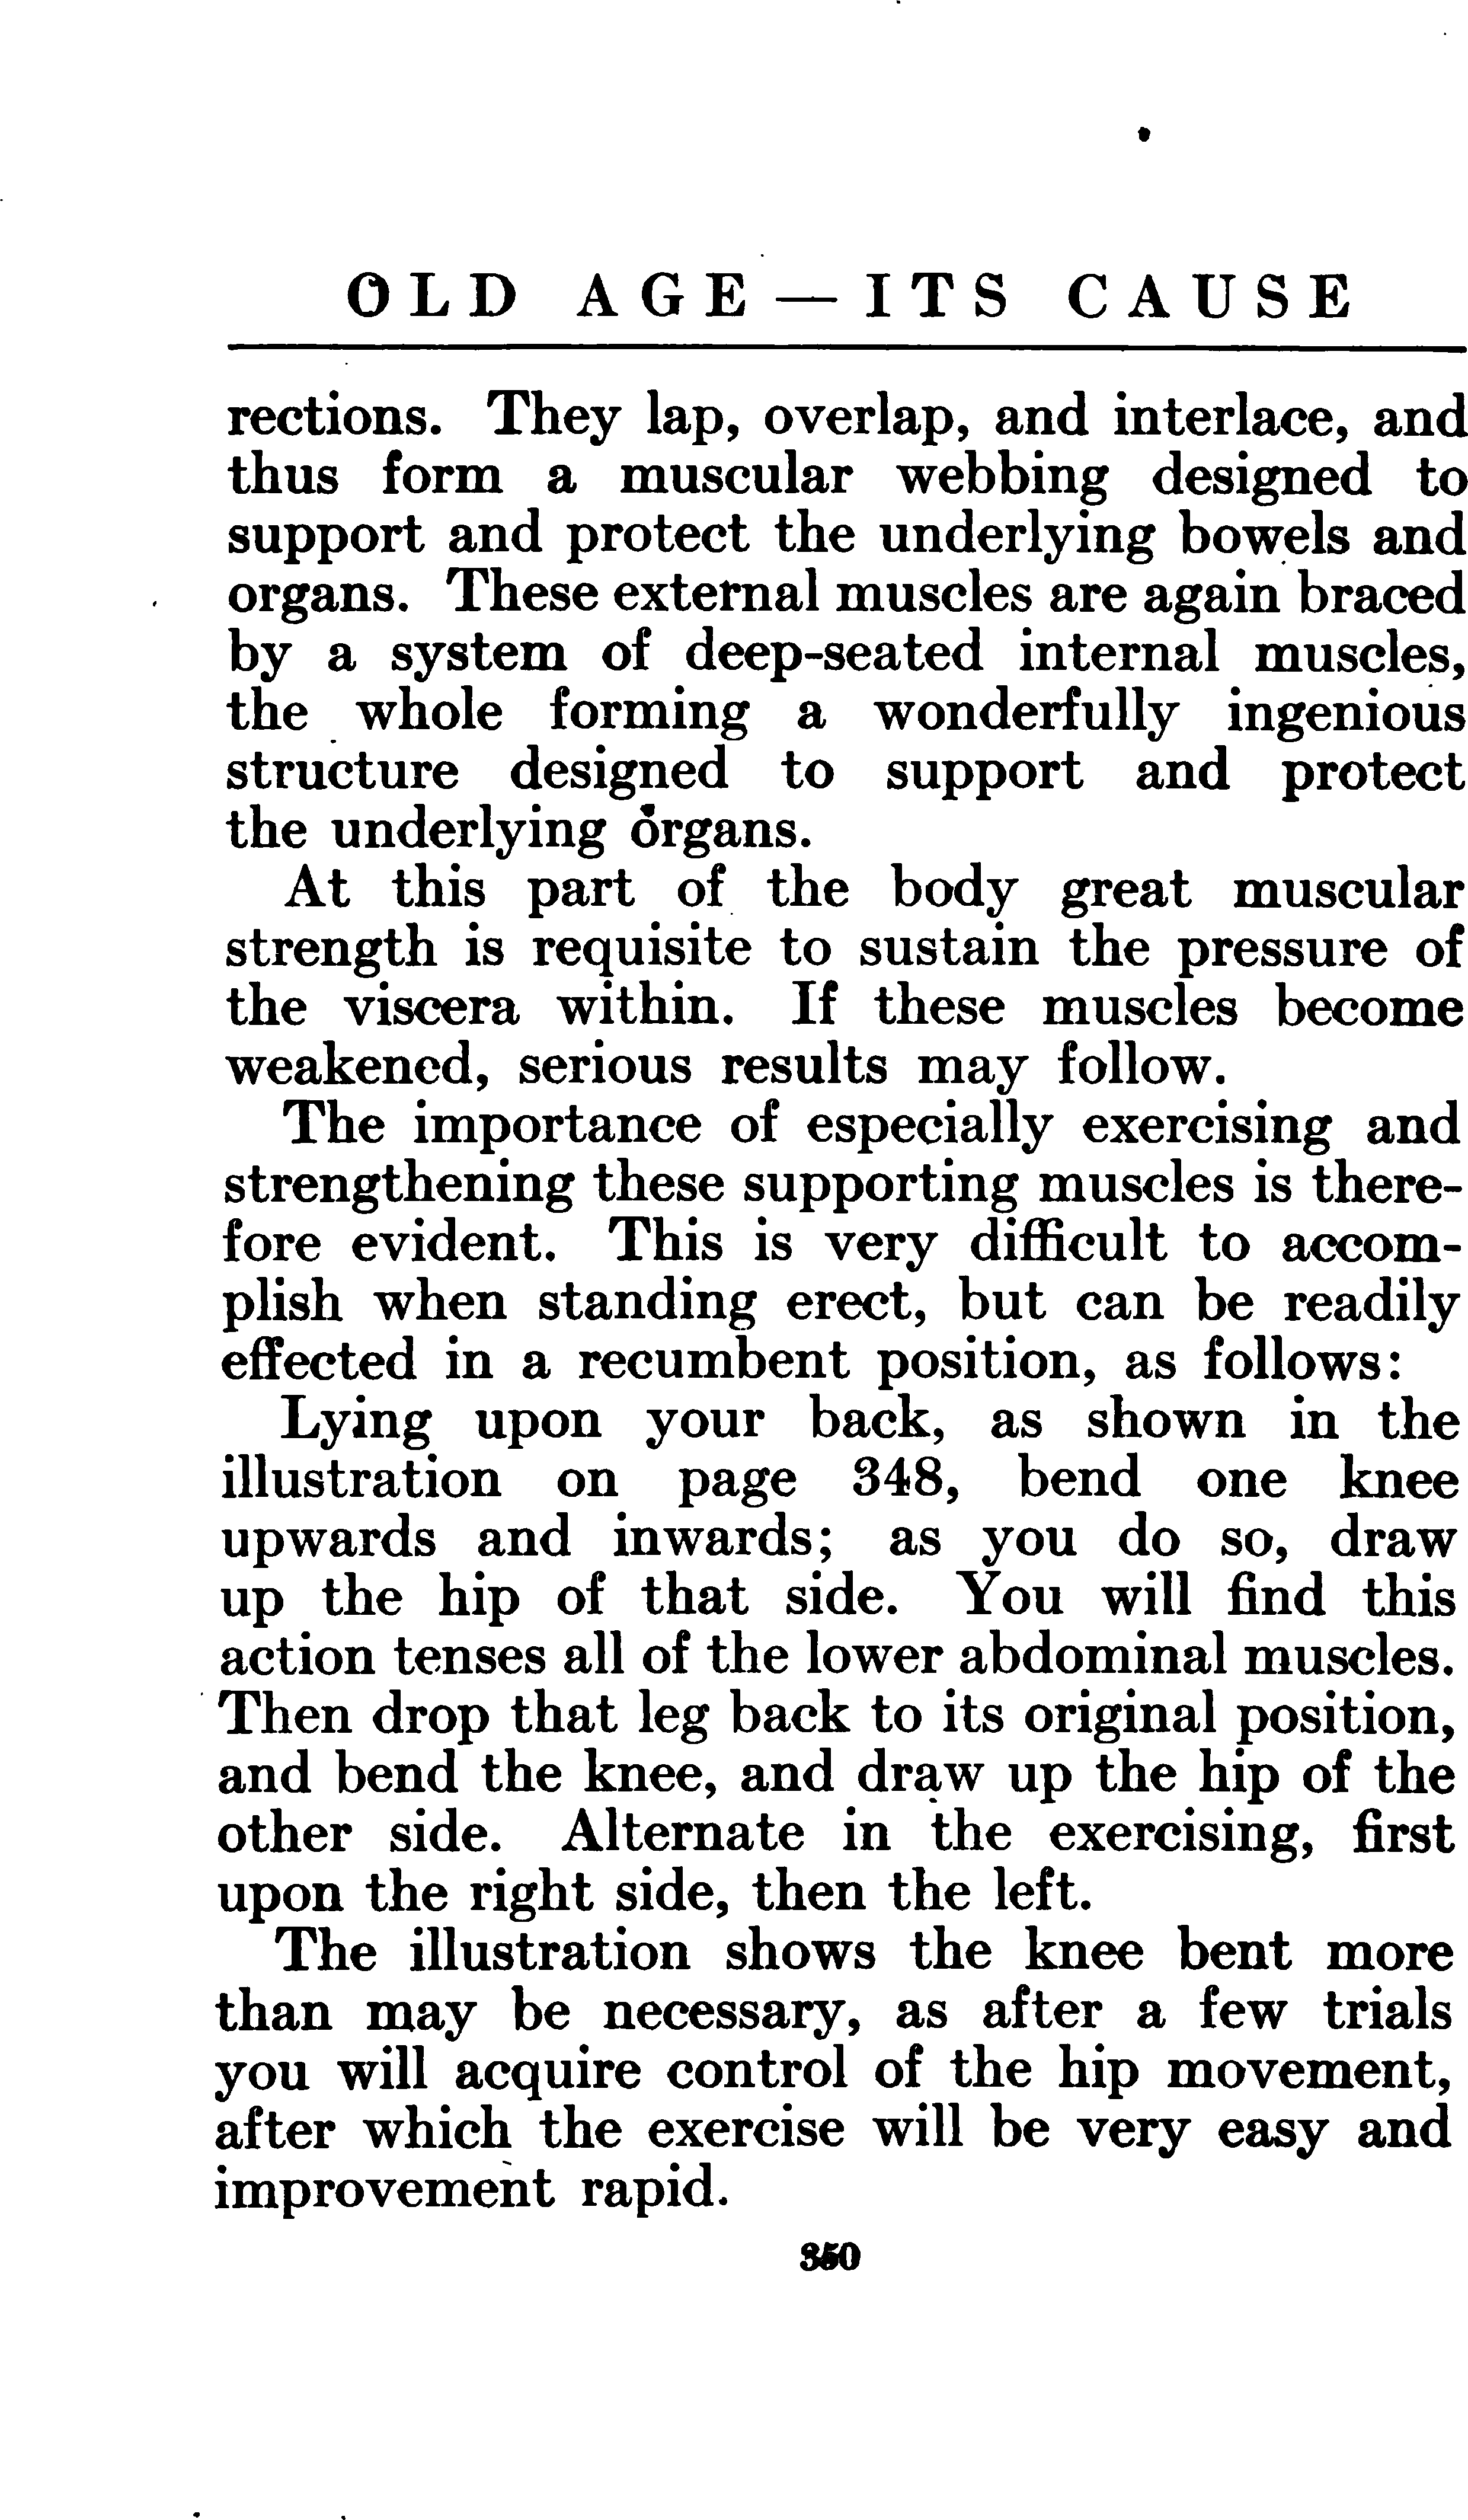 OLD AGE—ITS CAUSE
rections. They lap, overlap, and interlace, and
thus form a muscular webbing designed to
support and protect the underlying bowels and
organs. These external muscles are again braced
by a system of deep-seated internal muscles,
the whole forming a wonderfully ingenious
structure designed to support and protect
the underlying organs.
At this part of the body great muscular
strength is requisite to sustain the pressure of
the viscera within. If these muscles become
weakened, serious results may follow.
The importance of especially exercising and
strengthening these supporting muscles is there-
fore evident. This is very difficult to accom-
plish when standing erect, but can be readily
effected in a recumbent position, as follows:
Lying upon your back, as shown in the
illustration on page 348, bend one knee
upwards and inwards; as you do so, draw
up the hip of that side. You will find this
action tenses all of the lower abdominal muscles.
Then drop that leg back to its original position,
and bend the knee, and draw up the hip of the
other side. Alternate in the exercising, first
upon the right side, then the left.
The illustration shows the knee bent more
than may be necessary, as after a few trials
you will acquire control of the hip movement,
after which the exercise will be very easy and
improvement rapid.
350